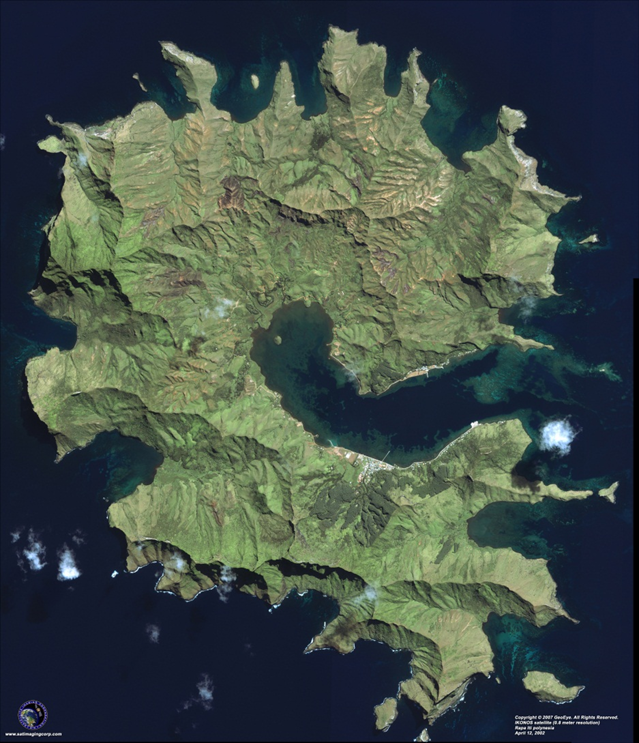 Copyright © 2007 GeoEye. All Rights Reserved.
IKONOS satellite (0.8 meter resolution)
Rapa Iti polynesia
April 12, 2002
www.satimagingcorp.com